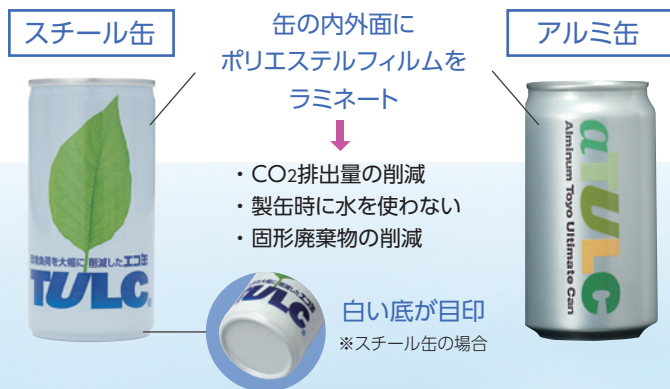 スチール缶
缶の内外面に
ポリエステルフィルムを
ラミネート
アルミ缶
・CO2排出量の削減
・製缶時に水を使わない
・固形廃棄物の削減
環境負荷を大幅に削減したエコ缶
TULC®
αTULC
Alminum Toyo Ultimate Can
TULC®
白い底が目印
※スチール缶の場合